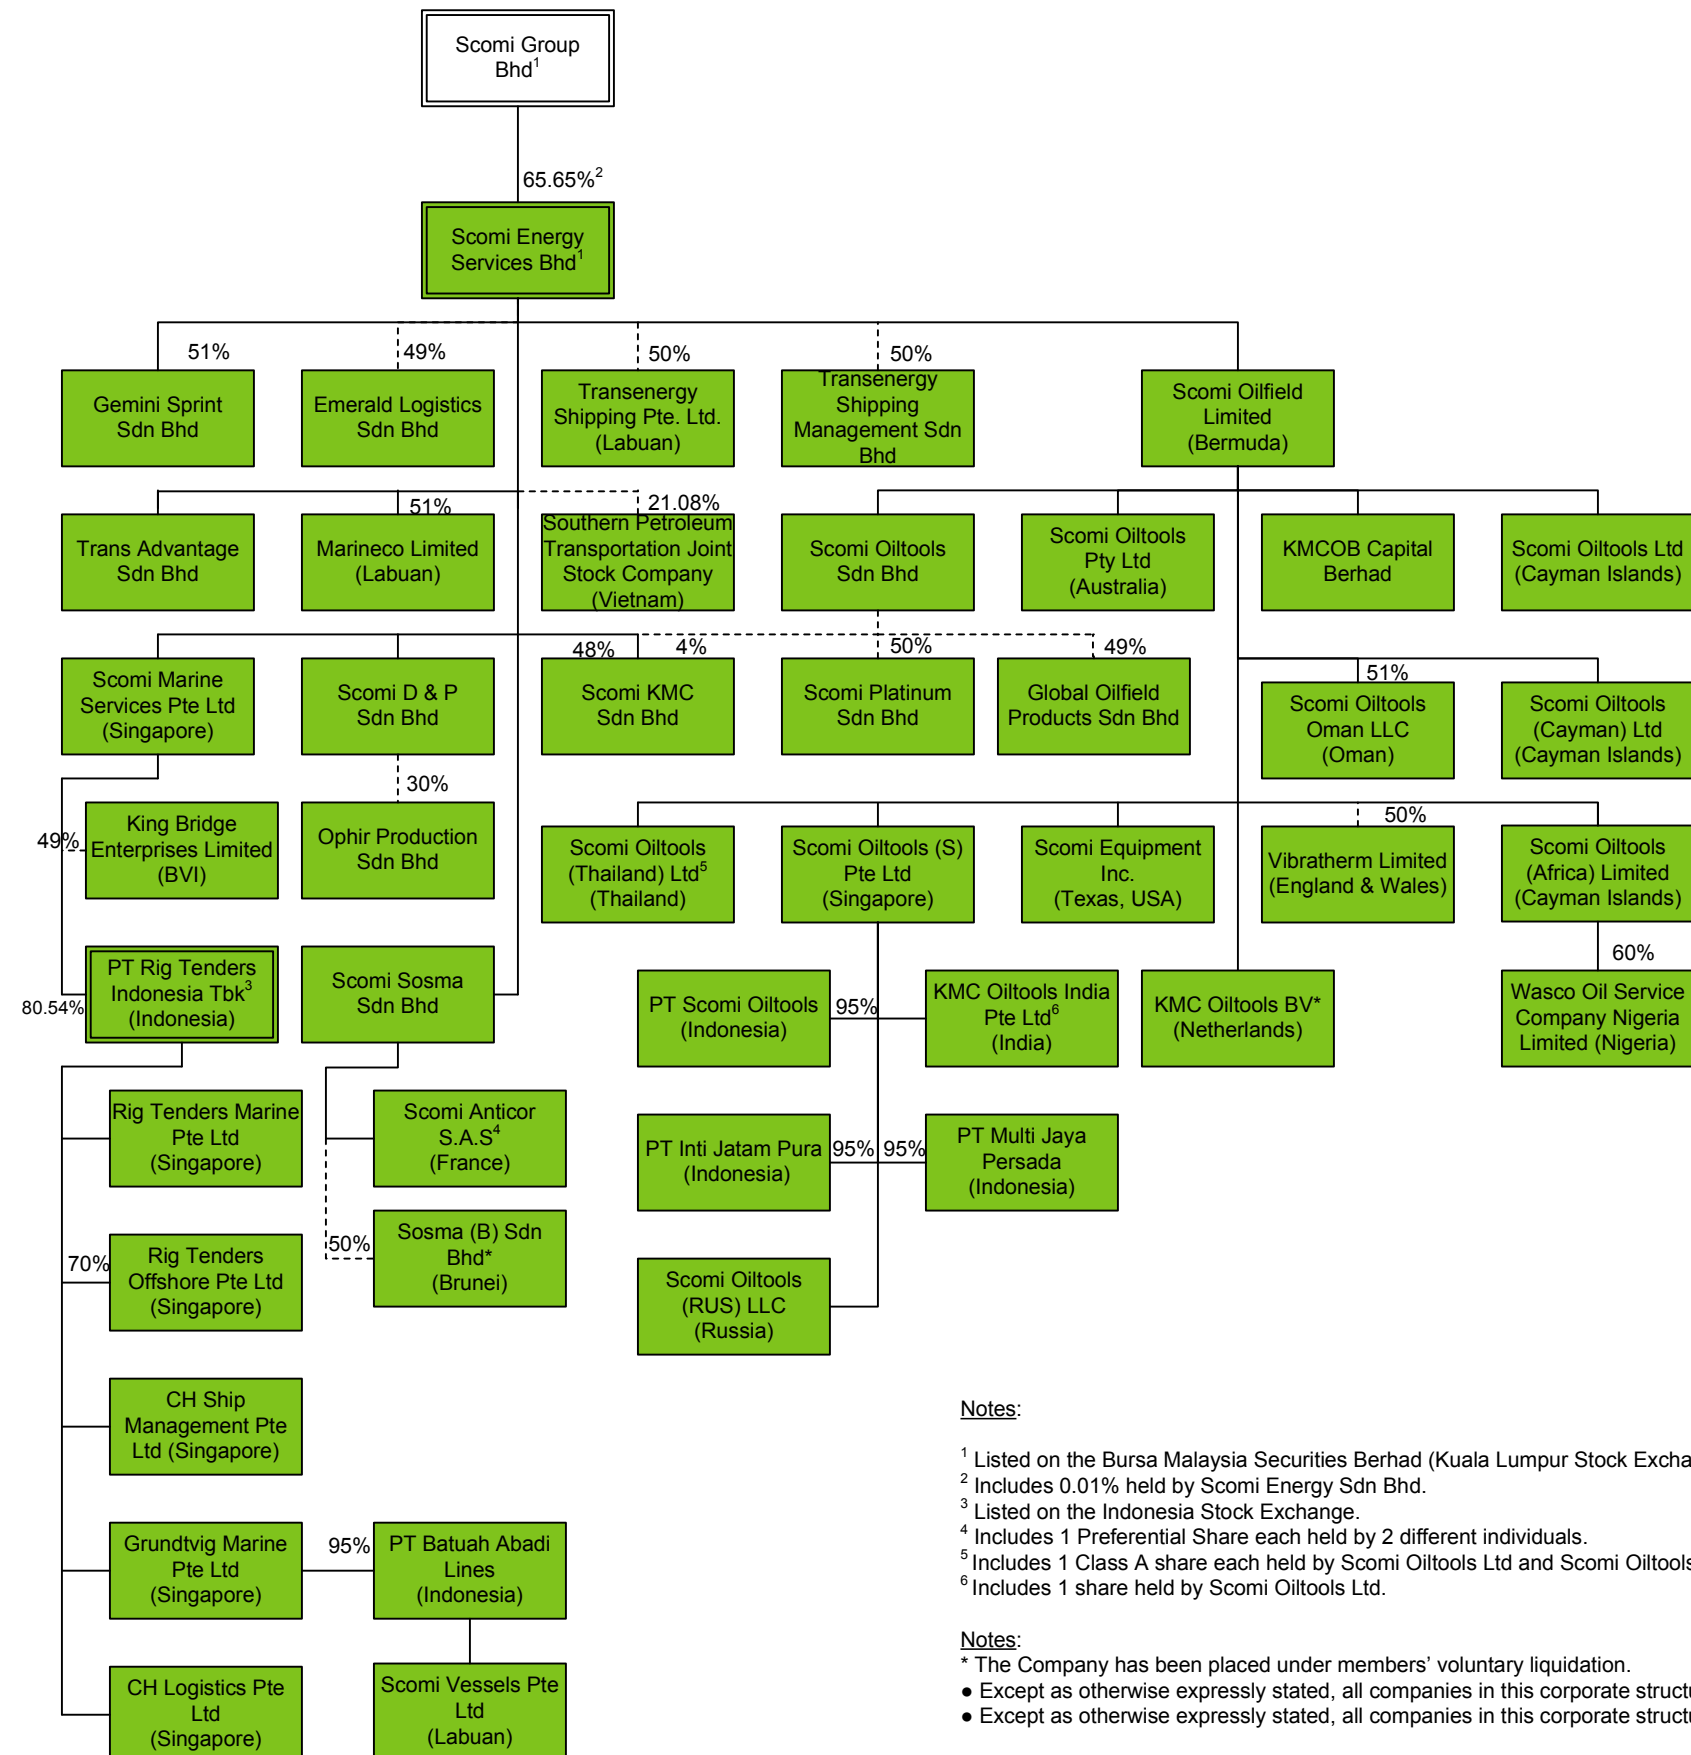 Scomi Group
Bhd1
65.65%2
Scomi Energy
Services Bhd1
51%
49%
50%
50%
Gemini Sprint
Sdn Bhd
Emerald Logistics
Sdn Bhd
Transenergy
Shipping Pte. Ltd.
(Labuan)
Transenergy
Shipping
Management Sdn
Bhd
Scomi Oilfield
Limited
(Bermuda)
51%
21.08%
Trans Advantage
Sdn Bhd
Marineco Limited
(Labuan)
Southern Petroleum
Transportation Joint
Stock Company
(Vietnam)
Scomi Oiltools
Sdn Bhd
Scomi Oiltools
Pty Ltd
(Australia)
KMCOB Capital
Berhad
Scomi Oiltools Ltd
(Cayman Islands)
48%
4%
50%
49%
51%
Scomi Marine
Services Pte Ltd
(Singapore)
Scomi D & P
Sdn Bhd
Scomi KMC
Sdn Bhd
Scomi Platinum
Sdn Bhd
Global Oilfield
Products Sdn Bhd
Scomi Oiltools
Oman LLC
(Oman)
Scomi Oiltools
(Cayman) Ltd
(Cayman Islands)
30%
50%
49%
King Bridge
Enterprises Limited
(BVI)
Ophir Production
Sdn Bhd
Scomi Oiltools
(Thailand) Ltd5
(Thailand)
Scomi Oiltools (S)
Pte Ltd
(Singapore)
Scomi Equipment
Inc.
(Texas, USA)
Vibratherm Limited
(England & Wales)
Scomi Oiltools
(Africa) Limited
(Cayman Islands)
60%
80.54%
PT Rig Tenders
Indonesia Tbk3
(Indonesia)
Scomi Sosma
Sdn Bhd
PT Scomi Oiltools
(Indonesia)
95%
KMC Oiltools India
Pte Ltd6
(India)
KMC Oiltools BV*
(Netherlands)
Wasco Oil Service
Company Nigeria
Limited (Nigeria)
Rig Tenders Marine
Pte Ltd
(Singapore)
Scomi Anticor
S.A.S4
(France)
PT Inti Jatam Pura
(Indonesia)
95%
95%
PT Multi Jaya
Persada
(Indonesia)
70%
Rig Tenders
Offshore Pte Ltd
(Singapore)
50%
Sosma (B) Sdn
Bhd*
(Brunei)
Scomi Oiltools
(RUS) LLC
(Russia)
CH Ship
Management Pte
Ltd (Singapore)
Grundtvig Marine
Pte Ltd
(Singapore)
95%
PT Batuah Abadi
Lines
(Indonesia)
CH Logistics Pte
Ltd
(Singapore)
Scomi Vessels Pte
Ltd
(Labuan)
Notes:
1 Listed on the Bursa Malaysia Securities Berhad (Kuala Lumpur Stock Excha
2 Includes 0.01% held by Scomi Energy Sdn Bhd.
3 Listed on the Indonesia Stock Exchange.
4 Includes 1 Preferential Share each held by 2 different individuals.
5 Includes 1 Class A share each held by Scomi Oiltools Ltd and Scomi Oiltools
6 Includes 1 share held by Scomi Oiltools Ltd.
Notes:
* The Company has been placed under members’ voluntary liquidation.
● Except as otherwise expressly stated, all companies in this corporate struct
● Except as otherwise expressly stated, all companies in this corporate struct